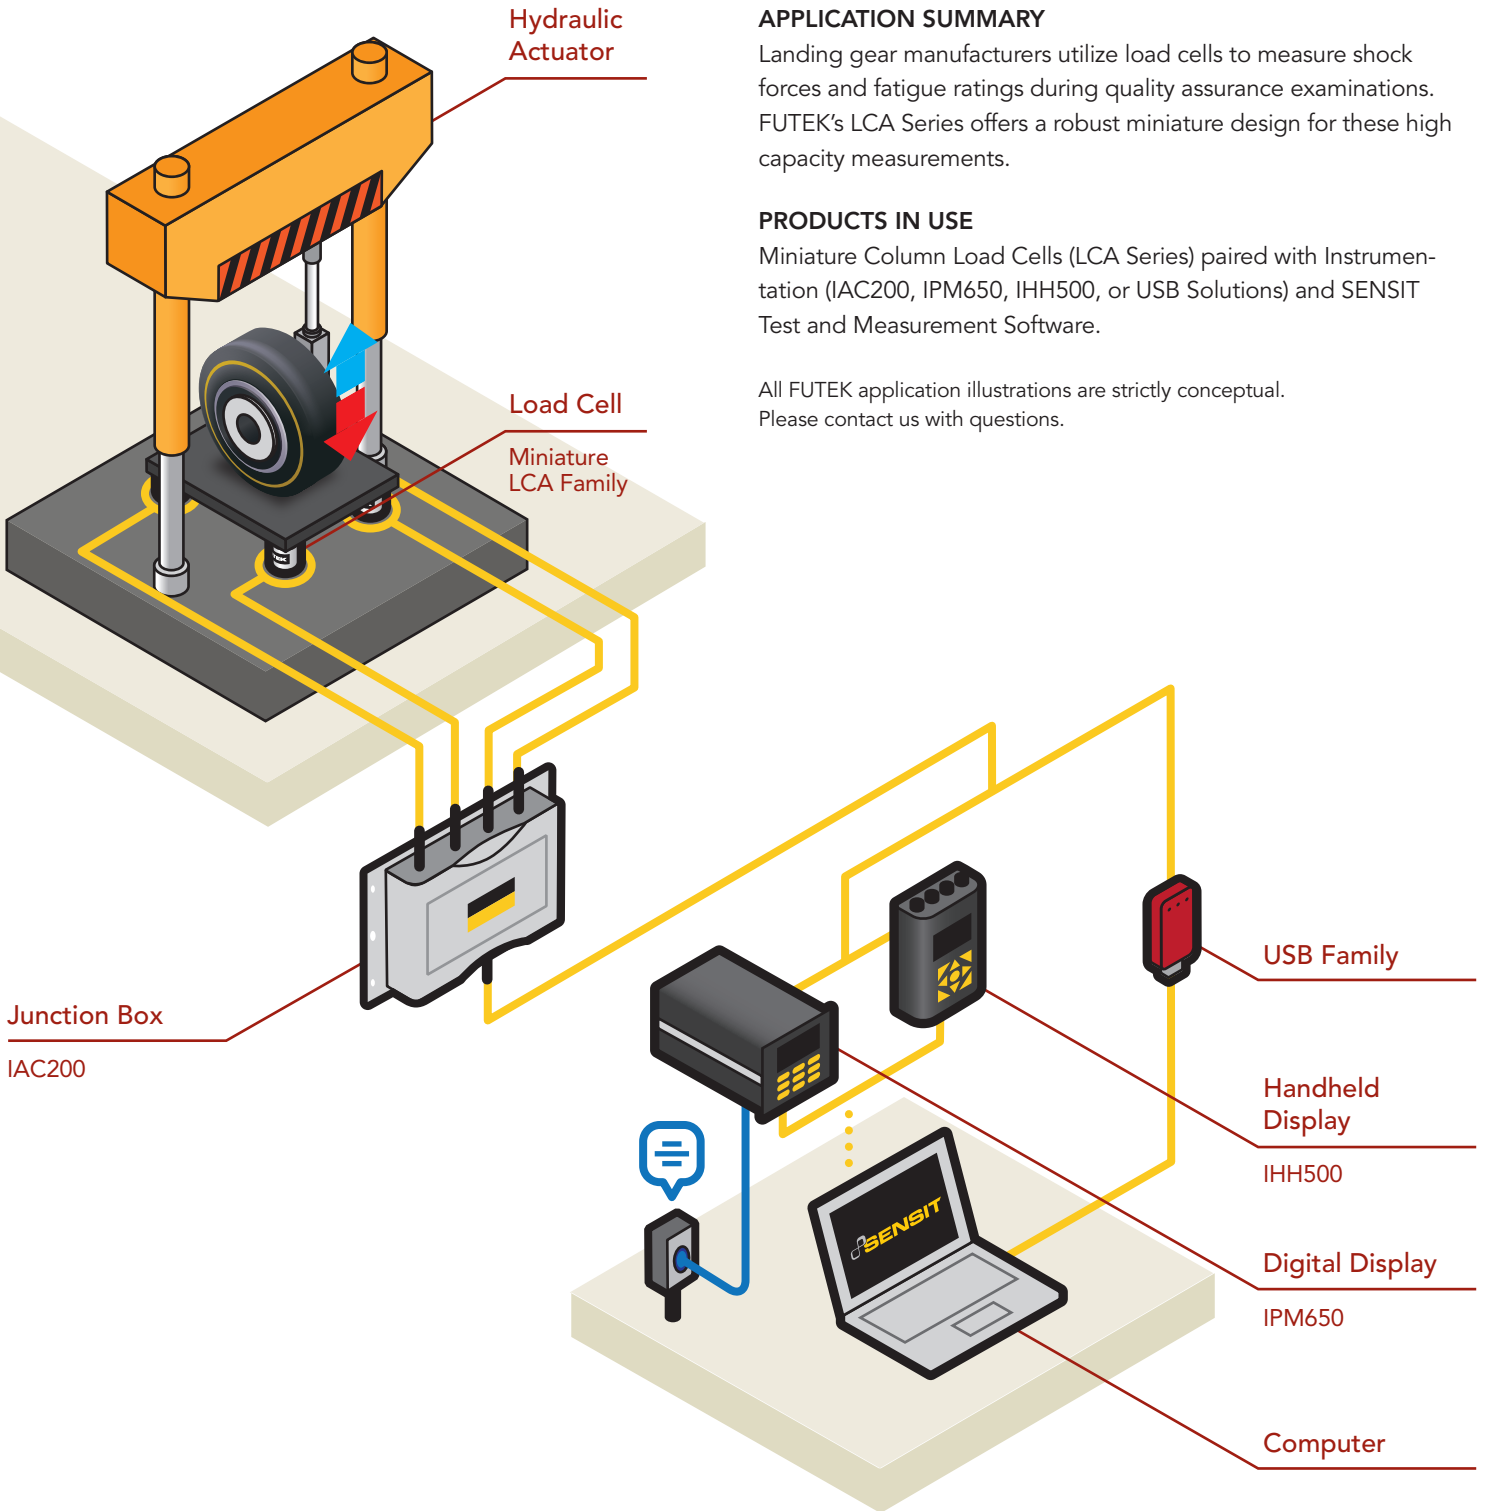 Hydraulic
Actuator
APPLICATION SUMMARY
Landing gear manufacturers utilize load cells to measure shock
forces and fatigue ratings during quality assurance examinations.
FUTEK’s LCA Series offers a robust miniature design for these high
capacity measurements.
PRODUCTS IN USE
Miniature Column Load Cells (LCA Series) paired with Instrumen-
tation (IAC200, IPM650, IHH500, or USB Solutions) and SENSIT
Test and Measurement Software.
All FUTEK application illustrations are strictly conceptual.
Please contact us with questions.
Load Cell
Miniature
LCA Family
Junction Box
IAC200
USB Family
Handheld
Display
IHH500
Digital Display
IPM650
SENSIT
Computer